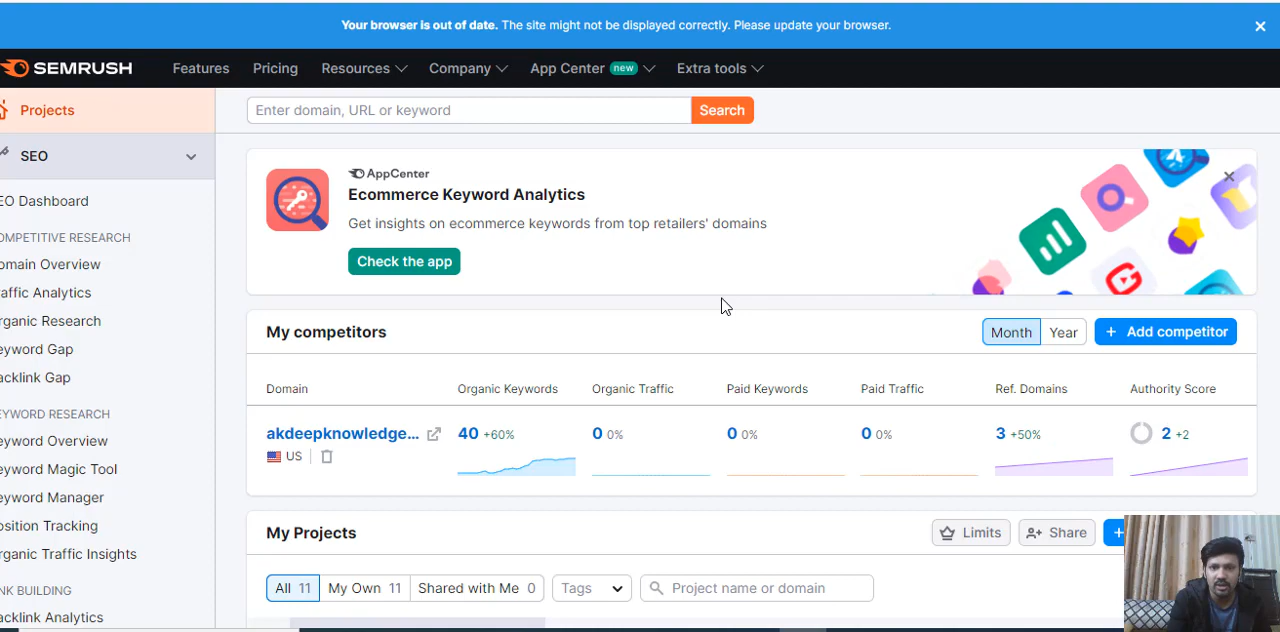 Your browser is out of date. The site might not be displayed correctly. Please update your browser.
SEMRUSH Features Pricing Resources Company App Center new Extra tools
Projects
Enter domain, URL or keyword Search
SEO
AppCenter
Ecommerce Keyword Analytics
Get insights on ecommerce keywords from top retailers' domains
Check the app
EO Dashboard
OMPETITIVE RESEARCH
omain Overview
affic Analytics
rganic Research
eyword Gap
acklink Gap
EYWORD RESEARCH
eyword Overview
eyword Magic Tool
eyword Manager
osition Tracking
rganic Traffic Insights
NK BUILDING
acklink Analytics
My competitors Month Year + Add competitor
Domain Organic Keywords Organic Traffic Paid Keywords Paid Traffic Ref. Domains Authority Score
akdeepknowledge... 40 +60% 0 0% 0 0% 0 0% 3 +50% 2 +2
US
My Projects Limits Share +
All 11 My Own 11 Shared with Me 0 Tags Project name or domain